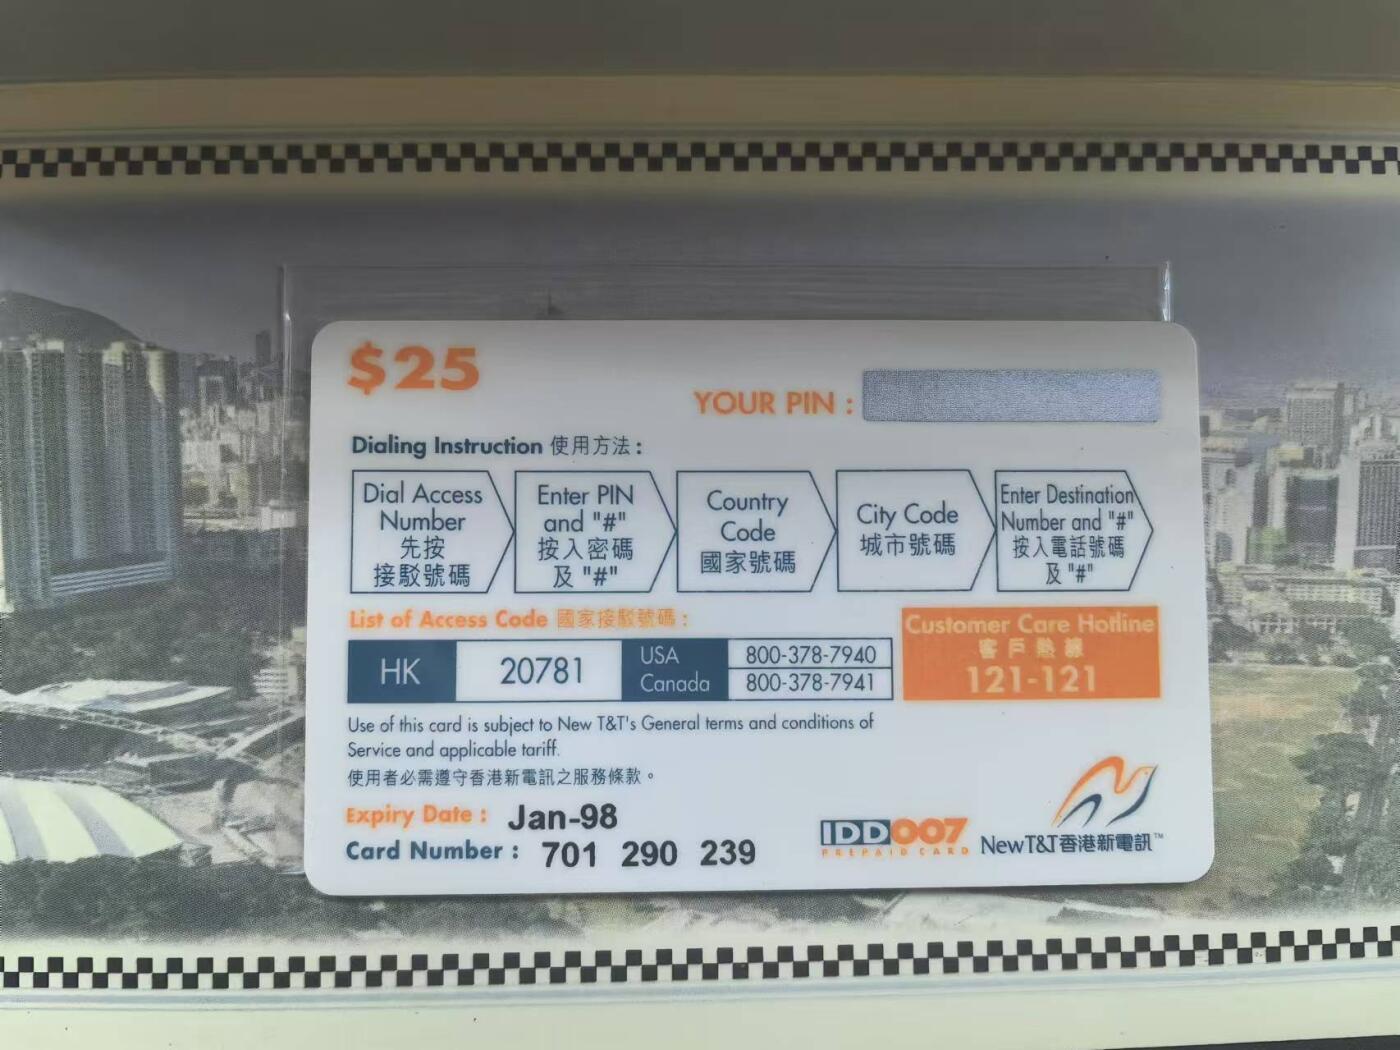 $25
YOUR PIN :
Dialing Instruction 使用方法 :
Dial Access
Number
先按
接駁號碼
Enter PIN
and "#"
按入密碼
及 "#"
Country
Code
國家號碼
City Code
城市號碼
Enter Destination
Number and "#"
按入電話號碼
及 "#"
List of Access Code 國家接駁號碼 :
HK 20781
USA 800-378-7940
Canada 800-378-7941
Customer Care Hotline
客戶熱線
121-121
Use of this card is subject to New T&T's General terms and conditions of
Service and applicable tariff.
使用者必需遵守香港新電訊之服務條款。
Expiry Date : Jan-98
Card Number : 701 290 239
IDD007
PREPAID CARD
New T&T香港新電訊™